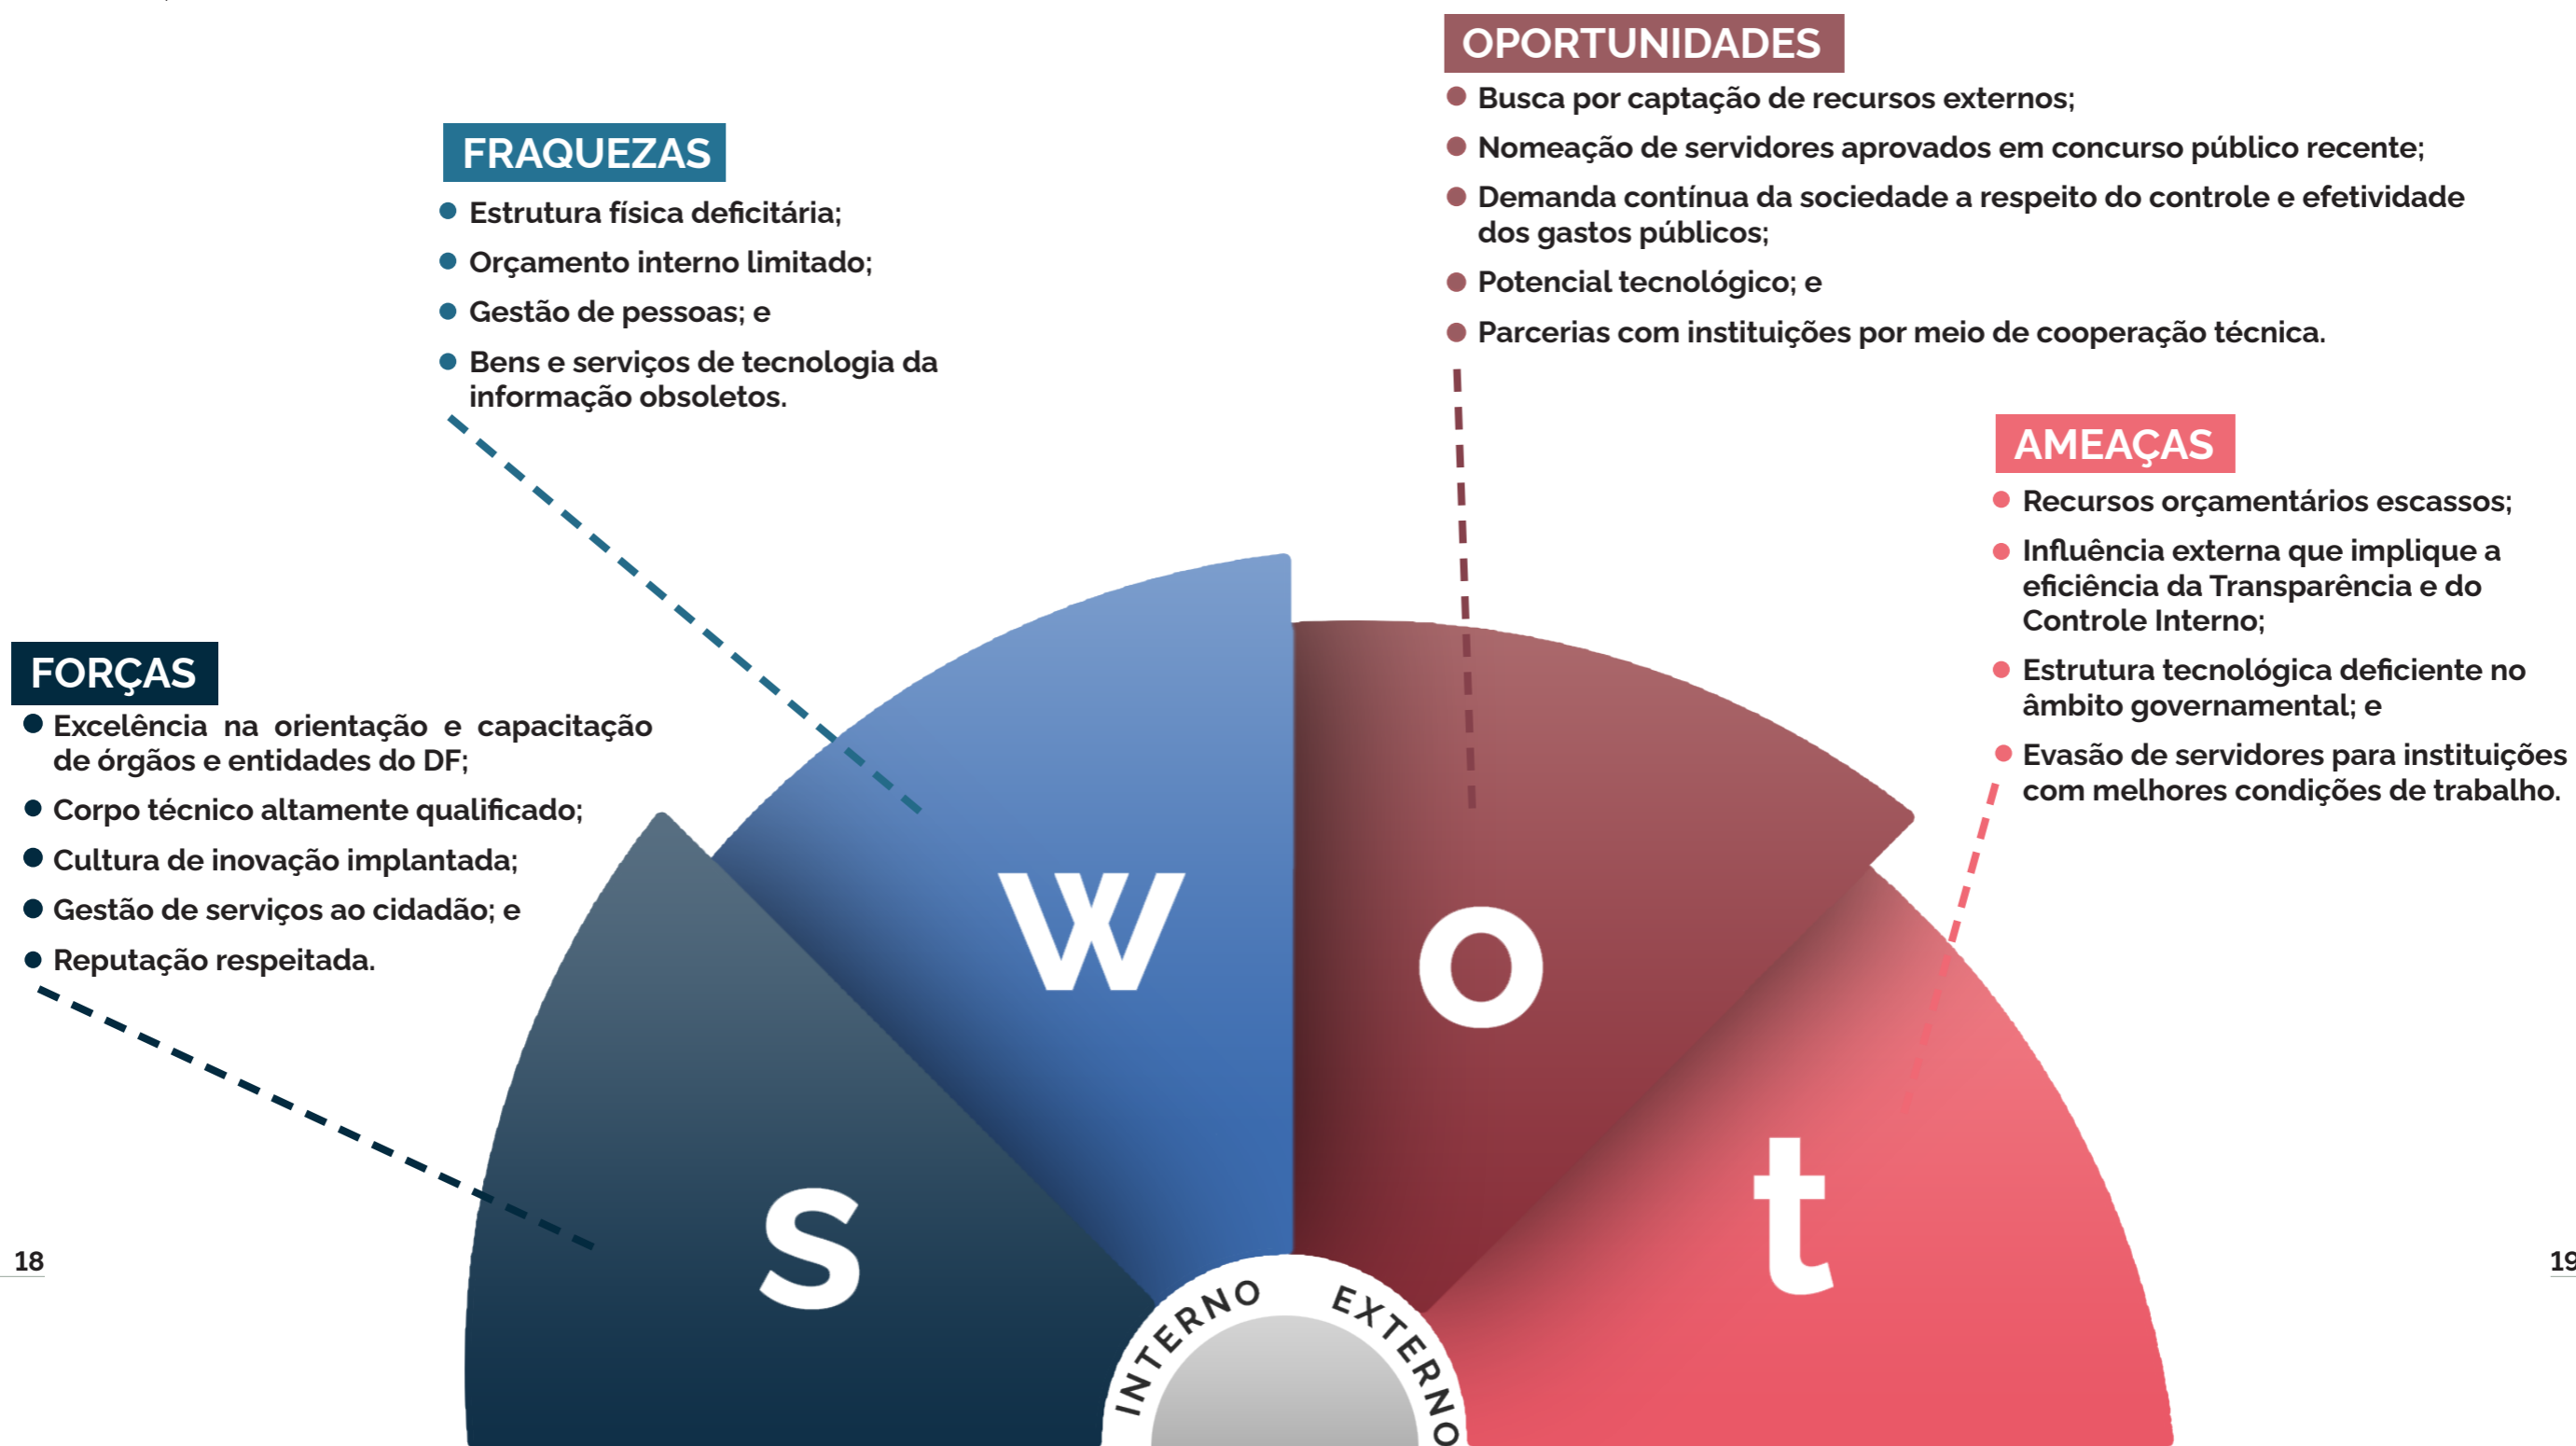 FORÇAS
Excelência na orientação e capacitação
de órgãos e entidades do DF;
Corpo técnico altamente qualificado;
Cultura de inovação implantada;
Gestão de serviços ao cidadão; e
Reputação respeitada.
FRAQUEZAS
Estrutura física deficitária;
Orçamento interno limitado;
Gestão de pessoas; e
Bens e serviços de tecnologia da
informação obsoletos.
OPORTUNIDADES
Busca por captação de recursos externos;
Nomeação de servidores aprovados em concurso público recente;
Demanda contínua da sociedade a respeito do controle e efetividade
dos gastos públicos;
Potencial tecnológico; e
Parcerias com instituições por meio de cooperação técnica.
AMEAÇAS
Recursos orçamentários escassos;
Influência externa que implique a
eficiência da Transparência e do
Controle Interno;
Estrutura tecnológica deficiente no
âmbito governamental; e
Evasão de servidores para instituições
com melhores condições de trabalho.
s
w
o
t
INTERNO
EXTERNO
18
19